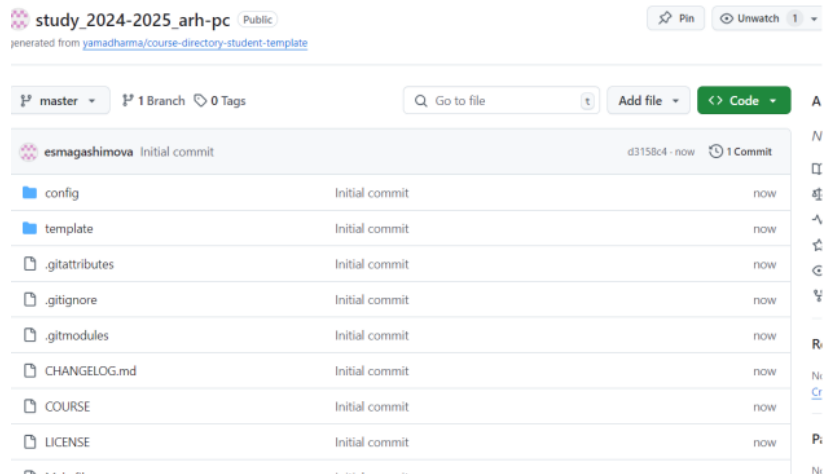 study_2024-2025_arh-pc Public Pin Unwatch 1
generated from yamadharma/course-directory-student-template
master 1 Branch 0 Tags Go to file t Add file Code
esmagashimova Initial commit d3158c4 · now 1 Commit
config Initial commit now
template Initial commit now
.gitattributes Initial commit now
.gitignore Initial commit now
.gitmodules Initial commit now
CHANGELOG.md Initial commit now
COURSE Initial commit now
LICENSE Initial commit now